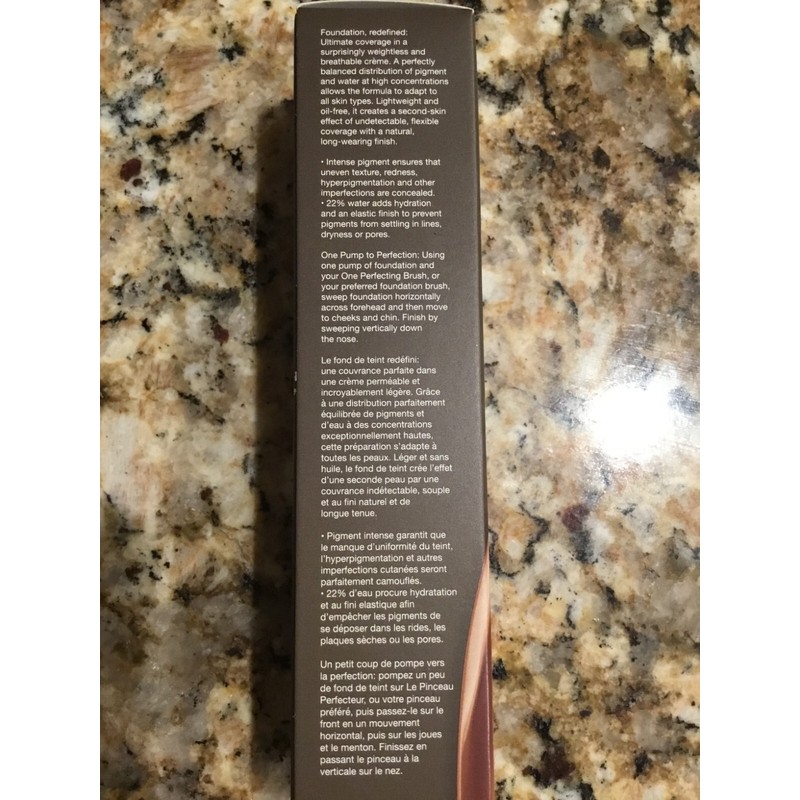 Foundation, redefined:
Ultimate coverage in a
surprisingly weightless and
breathable crème. A perfectly
balanced distribution of pigment
and water at high concentrations
allows the formula to adapt to
all skin types. Lightweight and
oil-free, it creates a second-skin
effect of undetectable, flexible
coverage with a natural,
long-wearing finish.
• Intense pigment ensures that
uneven texture, redness,
hyperpigmentation and other
imperfections are concealed.
• 22% water adds hydration
and an elastic finish to prevent
pigments from settling in lines,
dryness or pores.
One Pump to Perfection: Using
one pump of foundation and
your One Perfecting Brush, or
your preferred foundation brush,
sweep foundation horizontally
across forehead and then move
to cheeks and chin. Finish by
sweeping vertically down
the nose.
Le fond de teint redéfini:
une couvrance parfaite dans
une crème perméable et
incroyablement légère. Grâce
à une distribution parfaitement
équilibrée de pigments et
d'eau à des concentrations
exceptionnellement hautes,
cette préparation s'adapte à
toutes les peaux. Léger et sans
huile, le fond de teint crée l'effet
d'une seconde peau par une
couvrance indétectable, souple
et au fini naturel et de
longue tenue.
• Pigment intense garantit que
le manque d'uniformité du teint,
l'hyperpigmentation et autres
imperfections cutanées seront
parfaitement camouflés.
• 22% d'eau procure hydratation
et au fini elastique afin
d'empêcher les pigments de
se déposer dans les rides, les
plaques sèches ou les pores.
Un petit coup de pompe vers
la perfection: pompez un peu
de fond de teint sur Le Pinceau
Perfecteur, ou votre pinceau
préféré, puis passez-le sur le
front en un mouvement
horizontal, puis sur les joues
et le menton. Finissez en
passant le pinceau à la
verticale sur le nez.